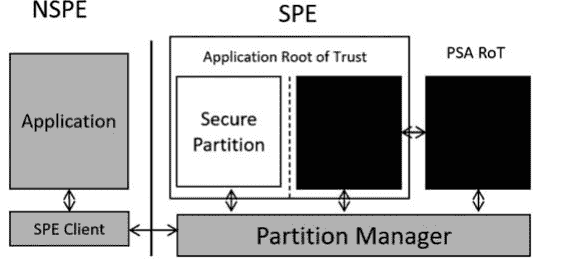 NSPE
SPE
Application Root of Trust
PSA RoT
Application
Secure
Partition
SPE Client
Partition Manager